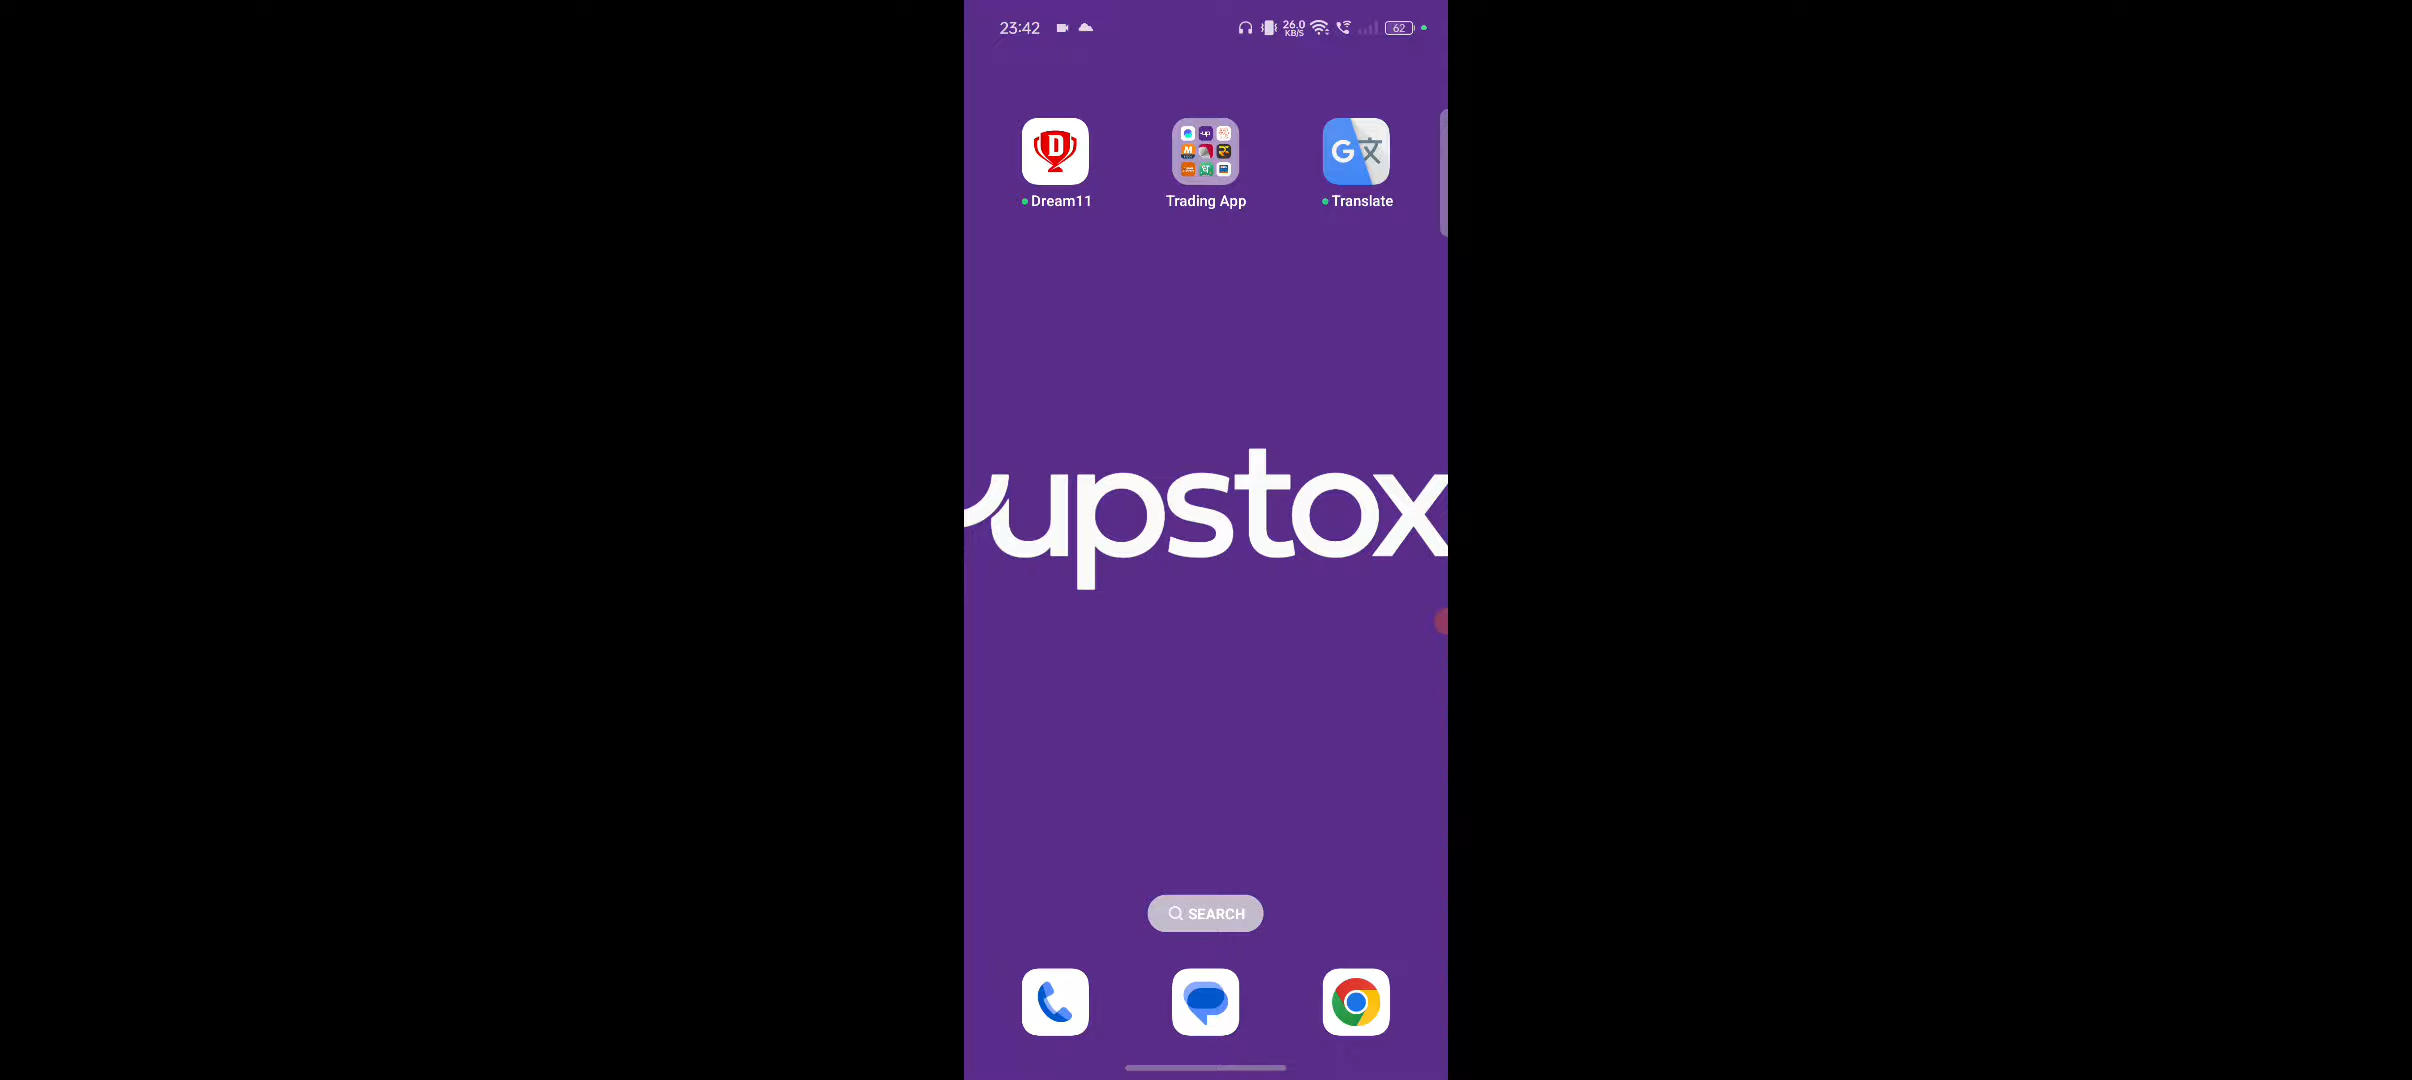 23:42
26.0
KB/S
62
Dream11
Trading App
Translate
upstox
SEARCH